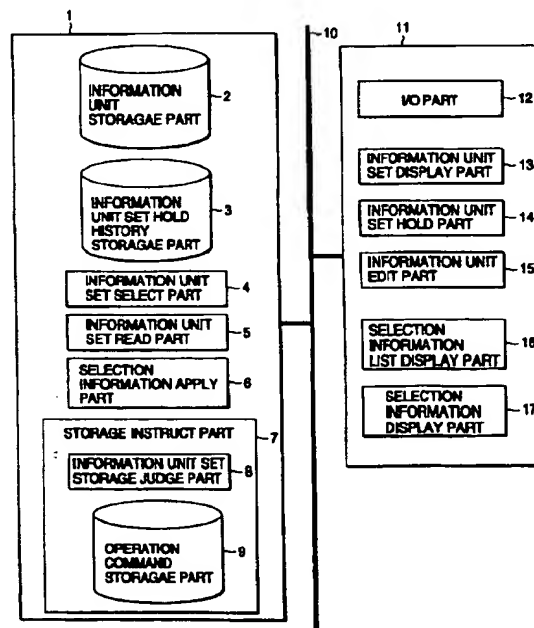 1
INFORMATION
UNIT
STORAGAE PART
2
INFORMATION
UNIT SET HOLD
HISTORY
STORAGAE PART
3
INFORMATION UNIT
SET SELECT PART
4
INFORMATION UNIT
SET READ PART
5
SELECTION
INFORMATION APPLY
PART
6
STORAGE INSTRUCT PART
7
INFORMATION UNIT SET
STORAGE JUDGE PART
8
OPERATION
COMMAND
STORAGAE PART
9
10
11
I/O PART
12
INFORMATION UNIT
SET DISPLAY PART
13
INFORMATION UNIT
SET HOLD PART
14
INFORMATION UNIT
EDIT PART
15
SELECTION
INFORMATION
LIST DISPLAY PART
16
SELECTION
INFORMATION
DISPLAY PART
17